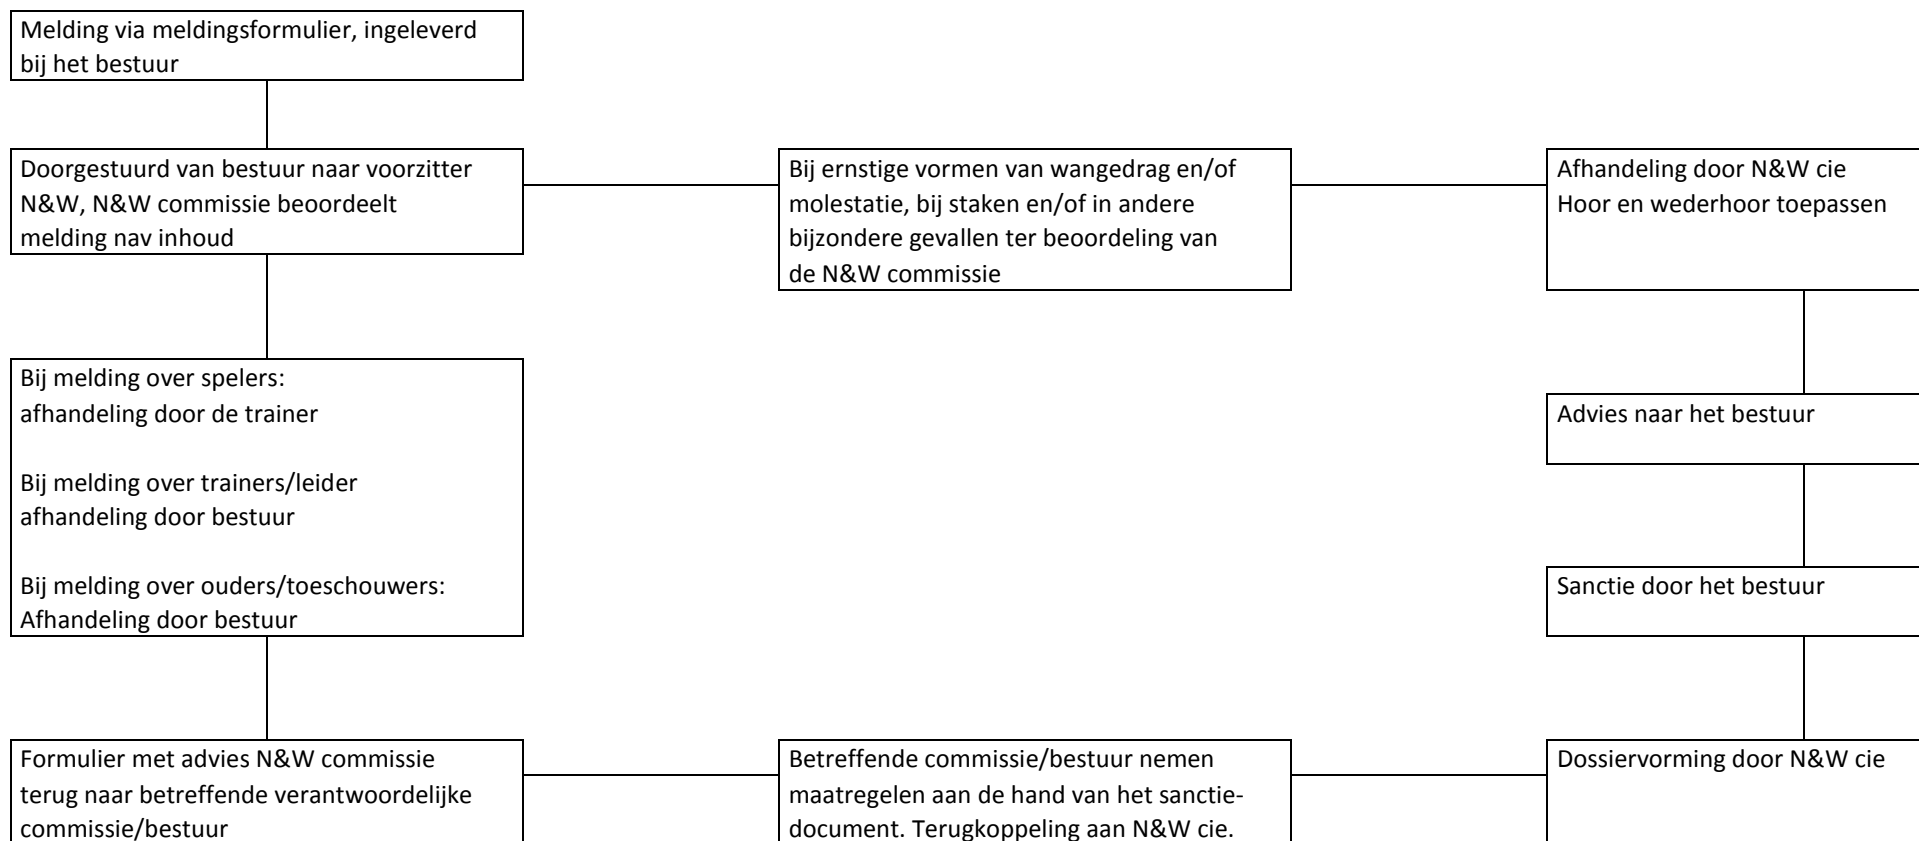 Melding via meldingsformulier, ingeleverd
bij het bestuur
Doorgestuurd van bestuur naar voorzitter
N&W, N&W commissie beoordeelt
melding nav inhoud
Bij ernstige vormen van wangedrag en/of
molestatie, bij staken en/of in andere
bijzondere gevallen ter beoordeling van
de N&W commissie
Afhandeling door N&W cie
Hoor en wederhoor toepassen
Bij melding over spelers:
afhandeling door de trainer
Bij melding over trainers/leider
afhandeling door bestuur
Bij melding over ouders/toeschouwers:
Afhandeling door bestuur
Advies naar het bestuur
Sanctie door het bestuur
Formulier met advies N&W commissie
terug naar betreffende verantwoordelijke
commissie/bestuur
Betreffende commissie/bestuur nemen
maatregelen aan de hand van het sanctie-
document. Terugkoppeling aan N&W cie.
Dossiervorming door N&W cie